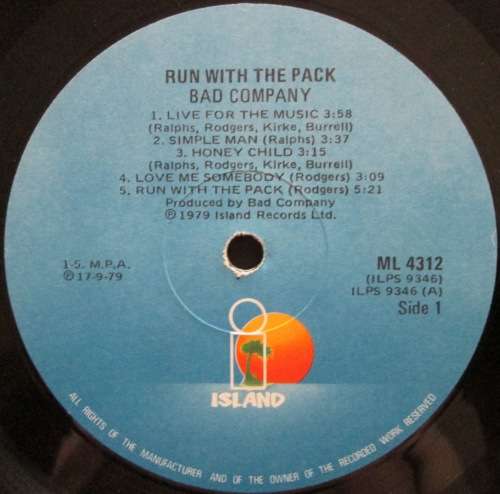 RUN WITH THE PACK
BAD COMPANY
1. LIVE FOR THE MUSIC 3:58
(Ralphs, Rodgers, Kirke, Burrell)
2. SIMPLE MAN (Ralphs) 3:37
3. HONEY CHILD 3:15
(Ralphs, Rodgers, Kirke, Burrell)
4. LOVE ME SOMEBODY (Rodgers) 3:09
5. RUN WITH THE PACK (Rodgers) 5:21
Produced by Bad Company
℗ 1979 Island Records Ltd.
1-5. M.P.A.
℗ 17-9-79
ML 4312
(ILPS 9346)
ILPS 9346 (A)
Side 1
i
ISLAND
ALL RIGHTS OF THE MANUFACTURER AND OF THE OWNER OF THE RECORDED WORK RESERVED